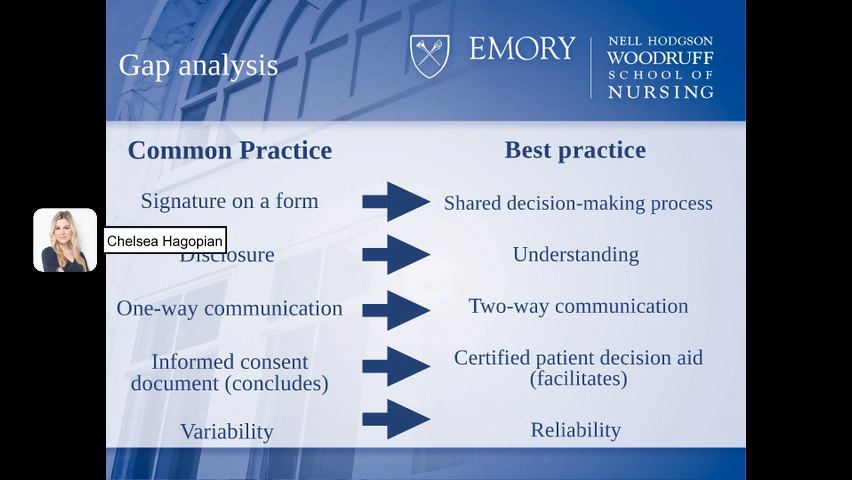 Gap analysis
EMORY
NELL HODGSON
WOODRUFF
SCHOOL OF
NURSING
Common Practice
Best practice
Signature on a form
Shared decision-making process
Chelsea Hagopian
Disclosure
Understanding
One-way communication
Two-way communication
Informed consent
document (concludes)
Certified patient decision aid
(facilitates)
Variability
Reliability